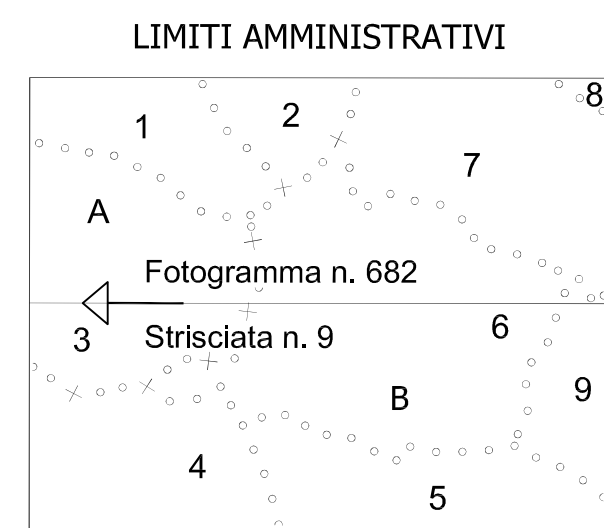 LIMITI AMMINISTRATIVI
8
2
1
7
A
Fotogramma n. 682
3
Strisciata n. 9
6
9
B
4
5